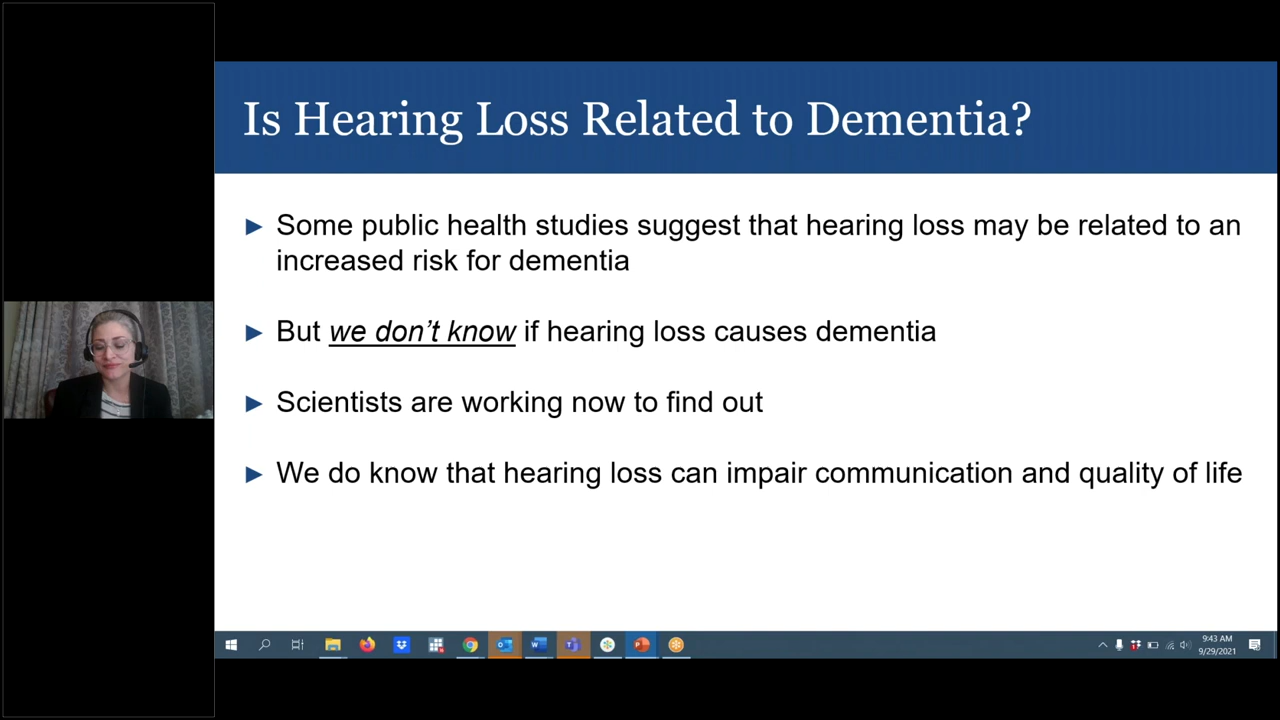 Is Hearing Loss Related to Dementia?
► Some public health studies suggest that hearing loss may be related to an
increased risk for dementia
► But we don’t know if hearing loss causes dementia
► Scientists are working now to find out
► We do know that hearing loss can impair communication and quality of life
9:43 AM
9/29/2021